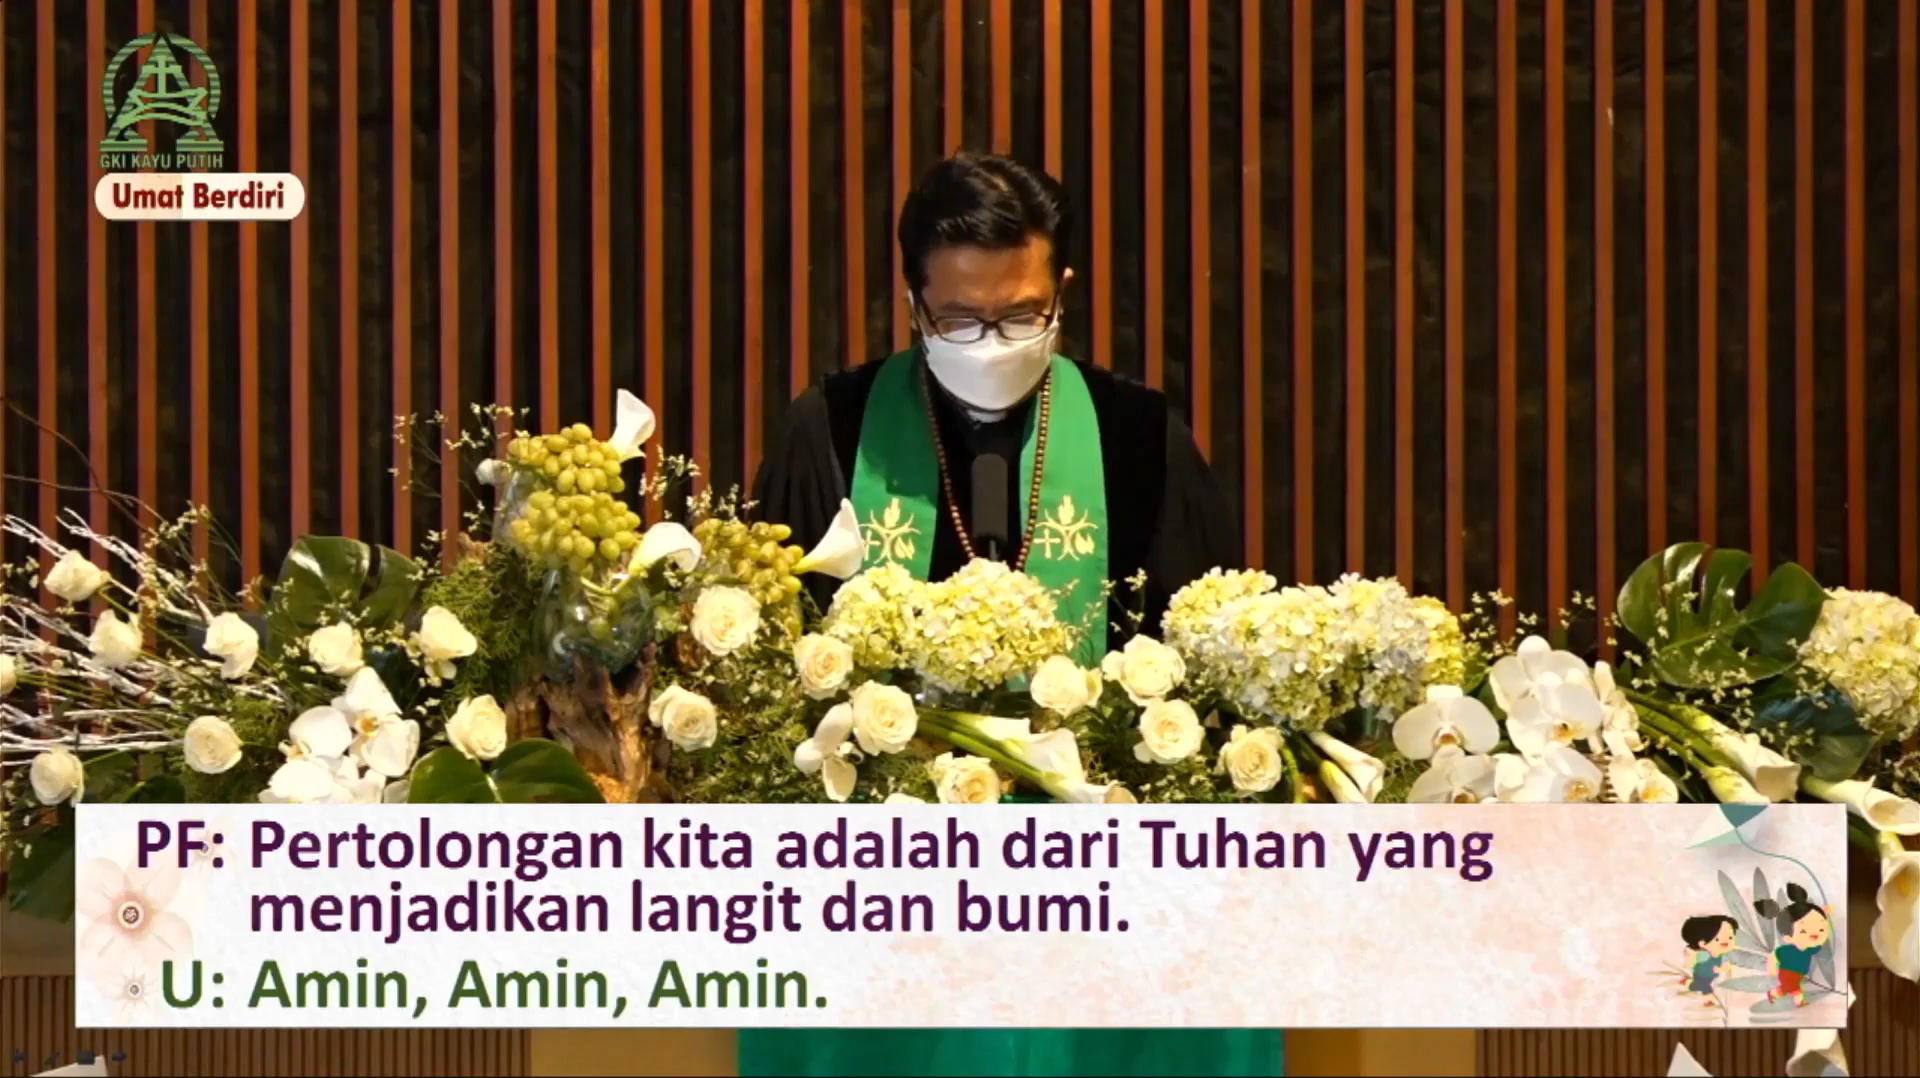 GKI KAYU PUTIH
Umat Berdiri
PF: Pertolongan kita adalah dari Tuhan yang
menjadikan langit dan bumi.
U: Amin, Amin, Amin.